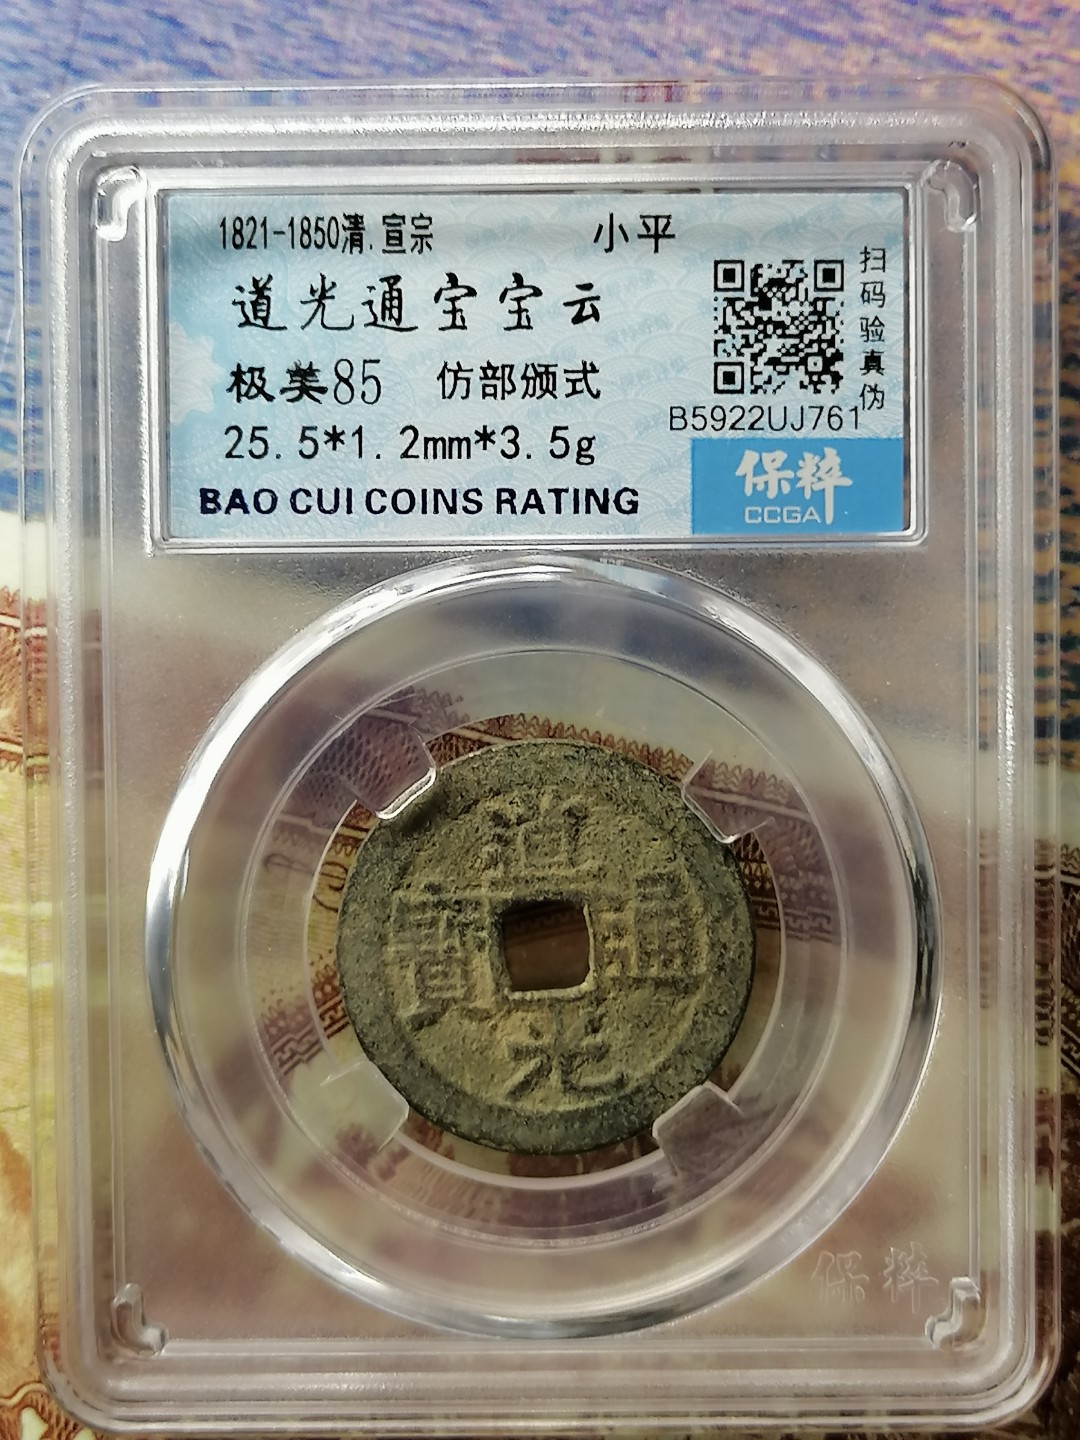 1821-1850清.宣宗 小平
道光通宝宝云
极美85 仿部颁式
25.5*1.2mm*3.5g
BAO CUI COINS RATING
扫码验真伪
B5922UJ761
保粹
CCGA
道
寳 通
光
保粹